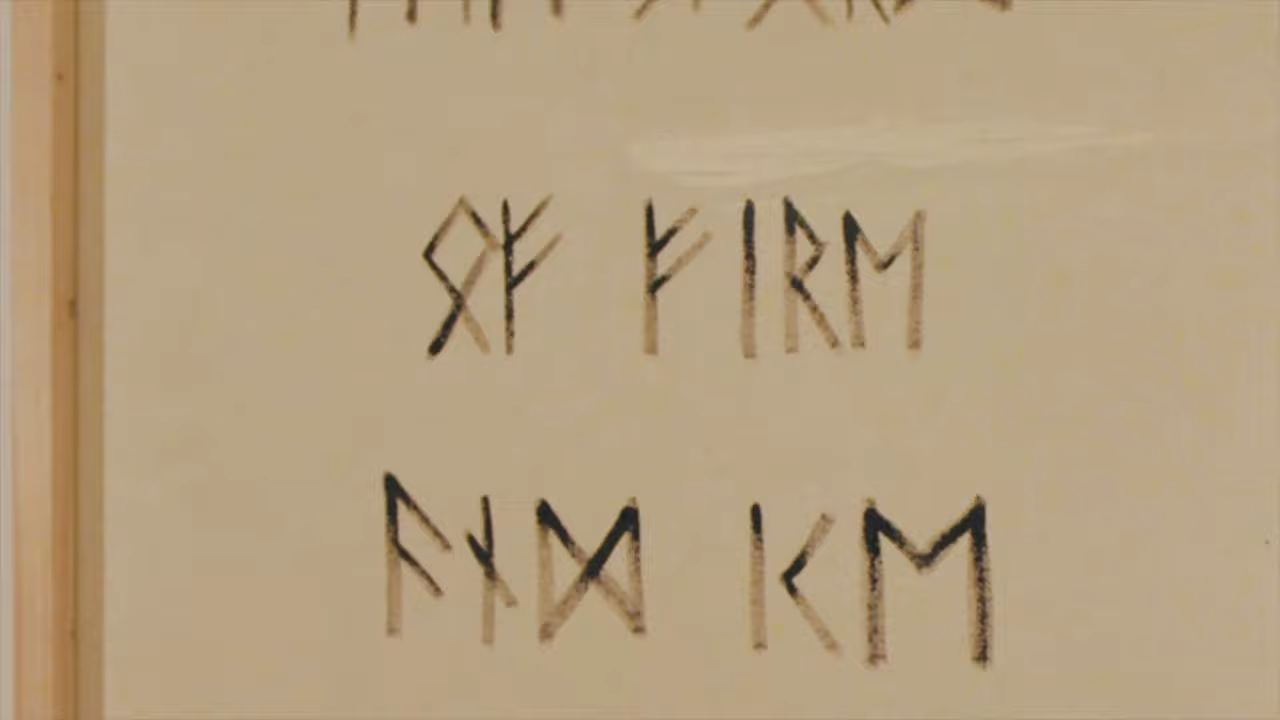 ᛟᚠ ᚠᛁᚱᛖ
ᚨᚾᛞ ᛁᚲᛖ